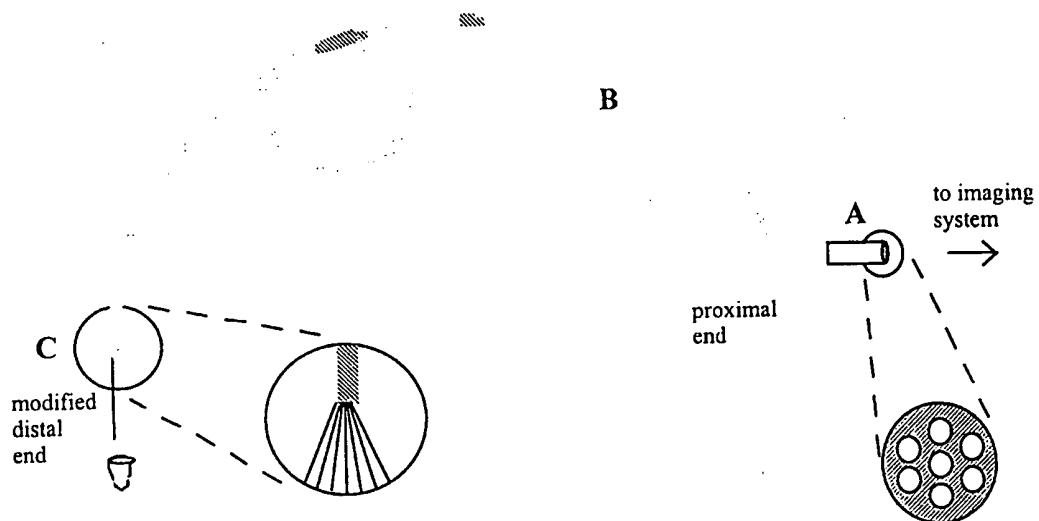 B
A
to imaging
system
proximal
end
C
modified
distal
end